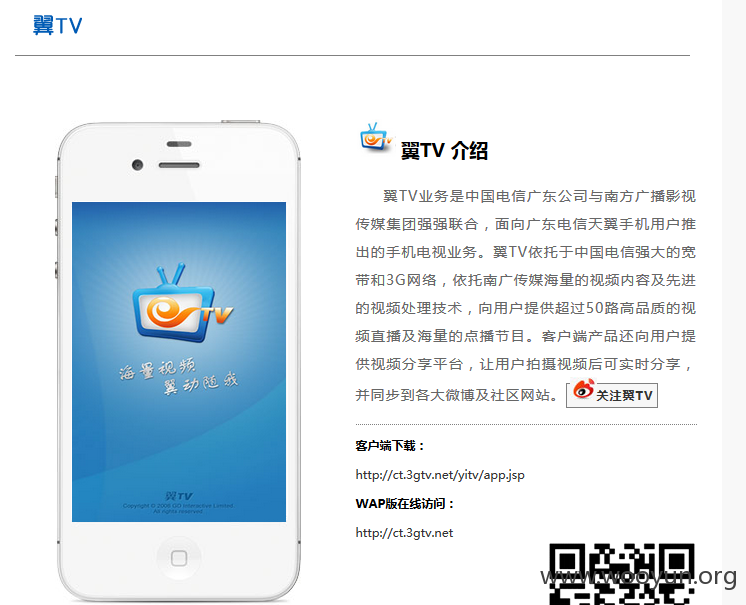 翼TV
翼TV 介绍
翼TV业务是中国电信广东公司与南方广播影视
传媒集团强强联合，面向广东电信天翼手机用户推
出的手机电视业务。翼TV依托于中国电信强大的宽
带和3G网络，依托南广传媒海量的视频内容及先进
的视频处理技术，向用户提供超过50路高品质的视
频直播及海量的点播节目。客户端产品还向用户提
供视频分享平台，让用户拍摄视频后可实时分享，
并同步到各大微博及社区网站。 关注翼TV
客户端下载：
http://ct.3gtv.net/yitv/app.jsp
WAP版在线访问：
http://ct.3gtv.net
TV
海量视频
翼动随我
翼TV
All rights reserved
www.wooyun.org